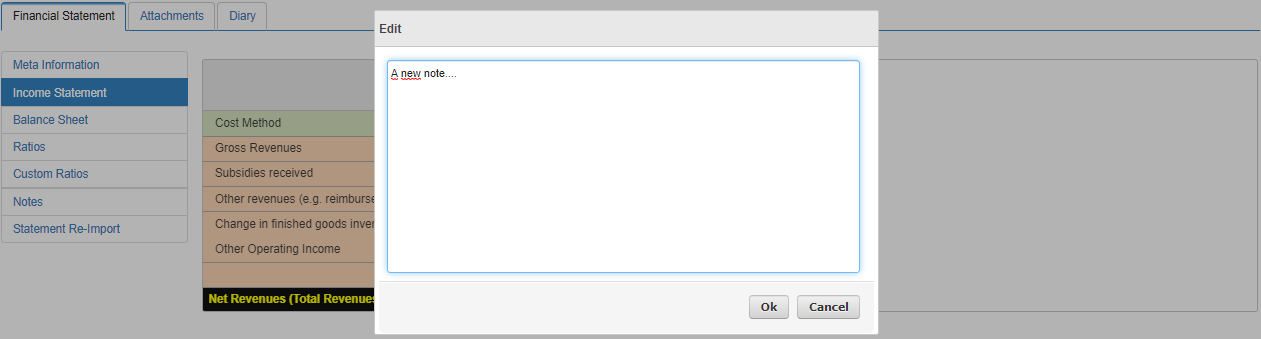 Financial Statement
Attachments
Diary
Edit
Meta Information
Income Statement
Balance Sheet
Ratios
Custom Ratios
Notes
Statement Re-Import
Cost Method
Gross Revenues
Subsidies received
Other revenues (e.g. reimburse
Change in finished goods inver
Other Operating Income
Net Revenues (Total Revenues
A new note....
Ok
Cancel